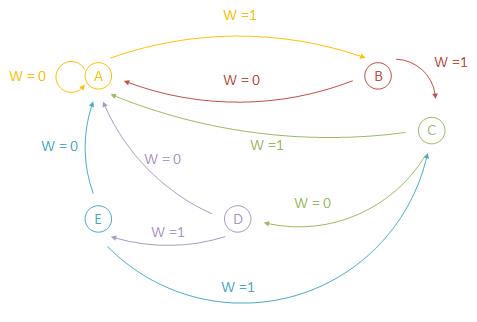 W =1
W = 0
A
B
W =1
W = 0
C
W =1
W = 0
W = 0
W = 0
E
D
W =1
W =1